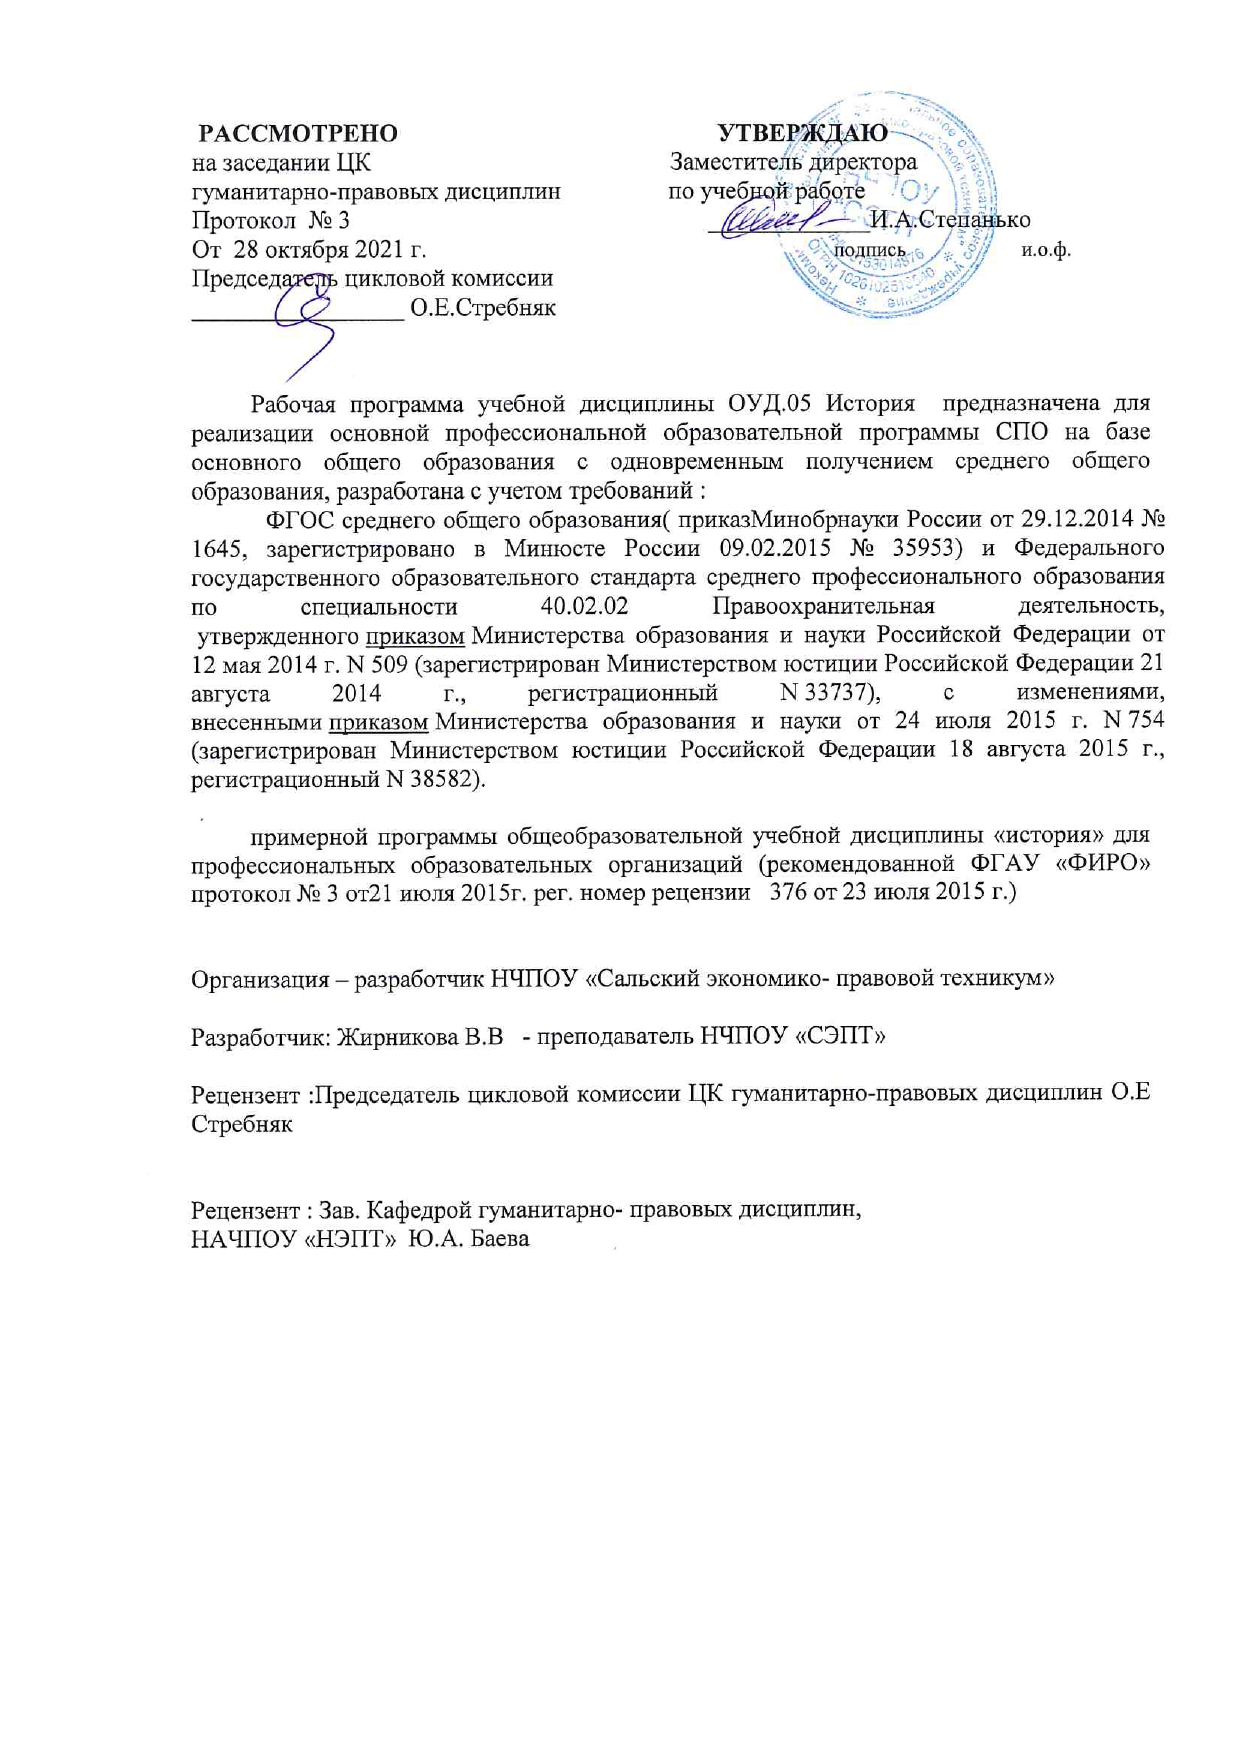 РАССМОТРЕНО
на заседании ЦК
гуманитарно-правовых дисциплин
Протокол № 3
От 28 октября 2021 г.
Председатель цикловой комиссии
_________________ О.Е.Стребняк
УТВЕРЖДАЮ
Заместитель директора
по учебной работе
_____________И.А.Степанько
подпись и.о.ф.
Рабочая программа учебной дисциплины ОУД.05 История предназначена для
реализации основной профессиональной образовательной программы СПО на базе
основного общего образования с одновременным получением среднего общего
образования, разработана с учетом требований :
ФГОС среднего общего образования( приказМинобрнауки России от 29.12.2014 №
1645, зарегистрировано в Минюсте России 09.02.2015 № 35953) и Федерального
государственного образовательного стандарта среднего профессионального образования
по специальности 40.02.02 Правоохранительная деятельность,
утвержденного приказом Министерства образования и науки Российской Федерации от
12 мая 2014 г. N 509 (зарегистрирован Министерством юстиции Российской Федерации 21
августа 2014 г., регистрационный N 33737), с изменениями,
внесенными приказом Министерства образования и науки от 24 июля 2015 г. N 754
(зарегистрирован Министерством юстиции Российской Федерации 18 августа 2015 г.,
регистрационный N 38582).
примерной программы общеобразовательной учебной дисциплины «история» для
профессиональных образовательных организаций (рекомендованной ФГАУ «ФИРО»
протокол № 3 от21 июля 2015г. рег. номер рецензии 376 от 23 июля 2015 г.)
Организация – разработчик НЧПОУ «Сальский экономико- правовой техникум»
Разработчик: Жирникова В.В - преподаватель НЧПОУ «СЭПТ»
Рецензент :Председатель цикловой комиссии ЦК гуманитарно-правовых дисциплин О.Е
Стребняк
Рецензент : Зав. Кафедрой гуманитарно- правовых дисциплин,
НАЧПОУ «НЭПТ» Ю.А. Баева